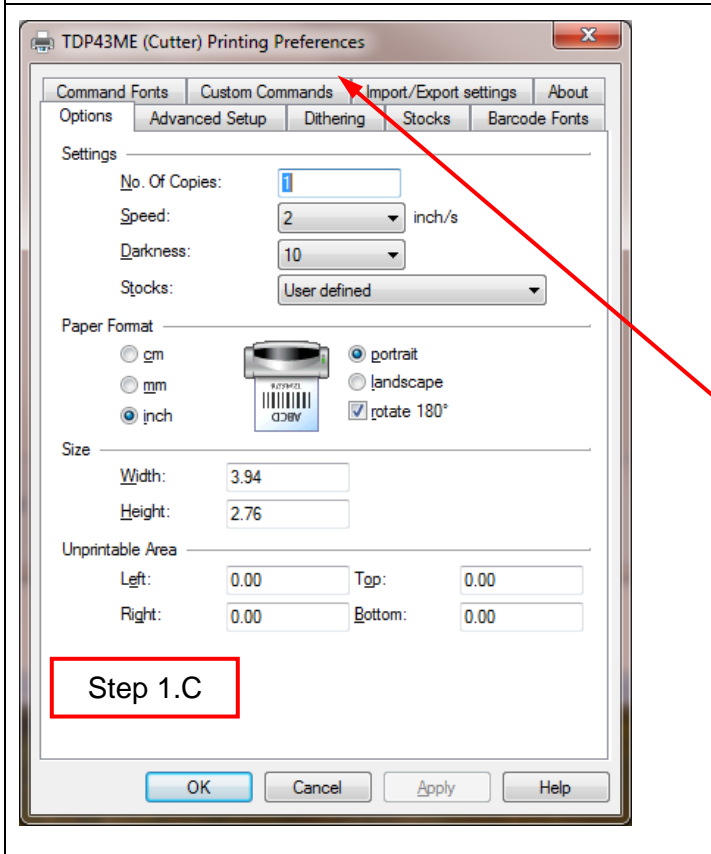 TDP43ME (Cutter) Printing Preferences
Command Fonts Custom Commands Import/Export settings About
Options Advanced Setup Dithering Stocks Barcode Fonts
Settings
No. Of Copies: 1
Speed: 2 inch/s
Darkness: 10
Stocks: User defined
Paper Format
cm portrait
mm landscape
inch rotate 180°
ABCD
Size
Width: 3.94
Height: 2.76
Unprintable Area
Left: 0.00 Top: 0.00
Right: 0.00 Bottom: 0.00
Step 1.C
OK Cancel Apply Help